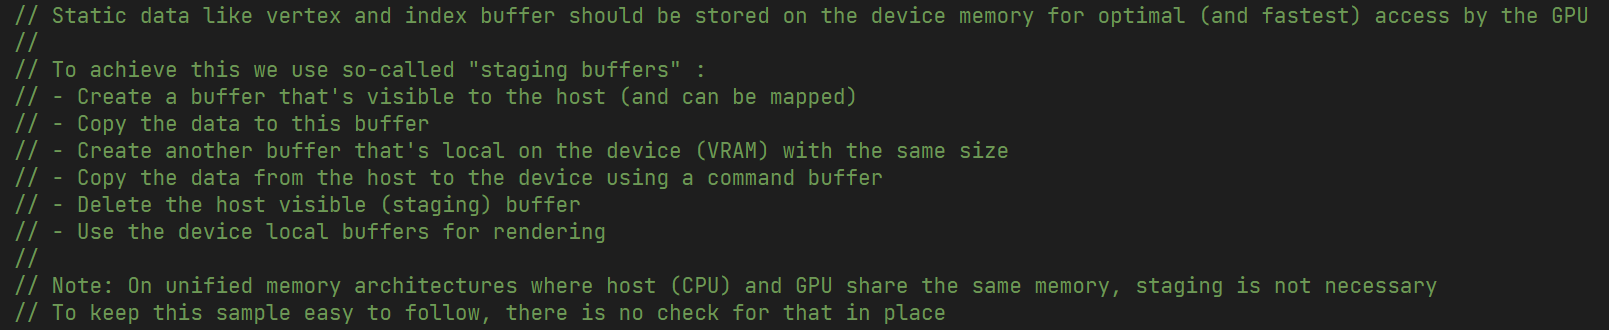 // Static data like vertex and index buffer should be stored on the device memory for optimal (and fastest) access by the GPU
//
// To achieve this we use so-called "staging buffers" :
// - Create a buffer that's visible to the host (and can be mapped)
// - Copy the data to this buffer
// - Create another buffer that's local on the device (VRAM) with the same size
// - Copy the data from the host to the device using a command buffer
// - Delete the host visible (staging) buffer
// - Use the device local buffers for rendering
//
// Note: On unified memory architectures where host (CPU) and GPU share the same memory, staging is not necessary
// To keep this sample easy to follow, there is no check for that in place